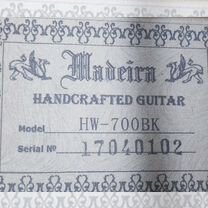 Madeira
HANDCRAFTED GUITAR
Model HW-700BK
Serial Nº 17040102